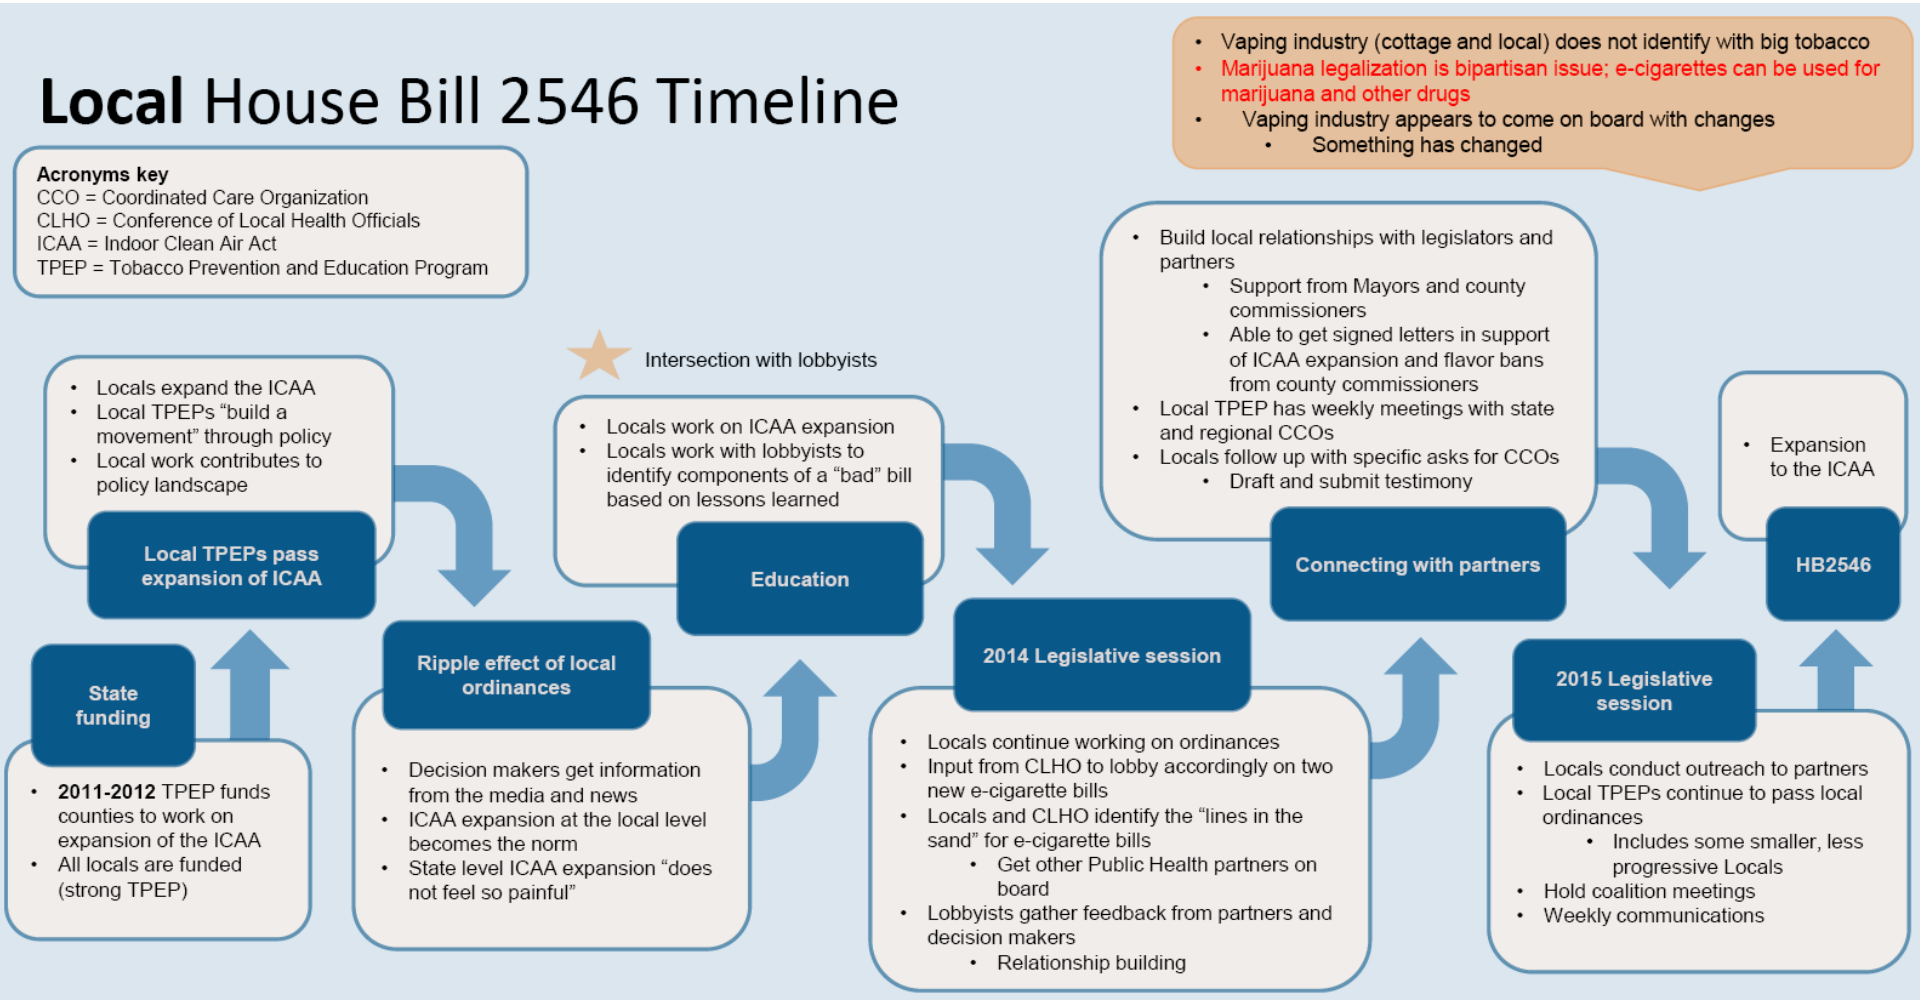 Local House Bill 2546 Timeline
• Vaping industry (cottage and local) does not identify with big tobacco
• Marijuana legalization is bipartisan issue; e-cigarettes can be used for
marijuana and other drugs
• Vaping industry appears to come on board with changes
• Something has changed
Acronyms key
CCO = Coordinated Care Organization
CLHO = Conference of Local Health Officials
ICAA = Indoor Clean Air Act
TPEP = Tobacco Prevention and Education Program
State
funding
• 2011-2012 TPEP funds
counties to work on
expansion of the ICAA
• All locals are funded
(strong TPEP)
• Locals expand the ICAA
• Local TPEPs “build a
movement” through policy
• Local work contributes to
policy landscape
Local TPEPs pass
expansion of ICAA
Ripple effect of local
ordinances
• Decision makers get information
from the media and news
• ICAA expansion at the local level
becomes the norm
• State level ICAA expansion “does
not feel so painful”
Intersection with lobbyists
• Locals work on ICAA expansion
• Locals work with lobbyists to
identify components of a “bad” bill
based on lessons learned
Education
2014 Legislative session
• Locals continue working on ordinances
• Input from CLHO to lobby accordingly on two
new e-cigarette bills
• Locals and CLHO identify the “lines in the
sand” for e-cigarette bills
• Get other Public Health partners on
board
• Lobbyists gather feedback from partners and
decision makers
• Relationship building
• Build local relationships with legislators and
partners
• Support from Mayors and county
commissioners
• Able to get signed letters in support
of ICAA expansion and flavor bans
from county commissioners
• Local TPEP has weekly meetings with state
and regional CCOs
• Locals follow up with specific asks for CCOs
• Draft and submit testimony
Connecting with partners
2015 Legislative
session
• Locals conduct outreach to partners
• Local TPEPs continue to pass local
ordinances
• Includes some smaller, less
progressive Locals
• Hold coalition meetings
• Weekly communications
• Expansion
to the ICAA
HB2546